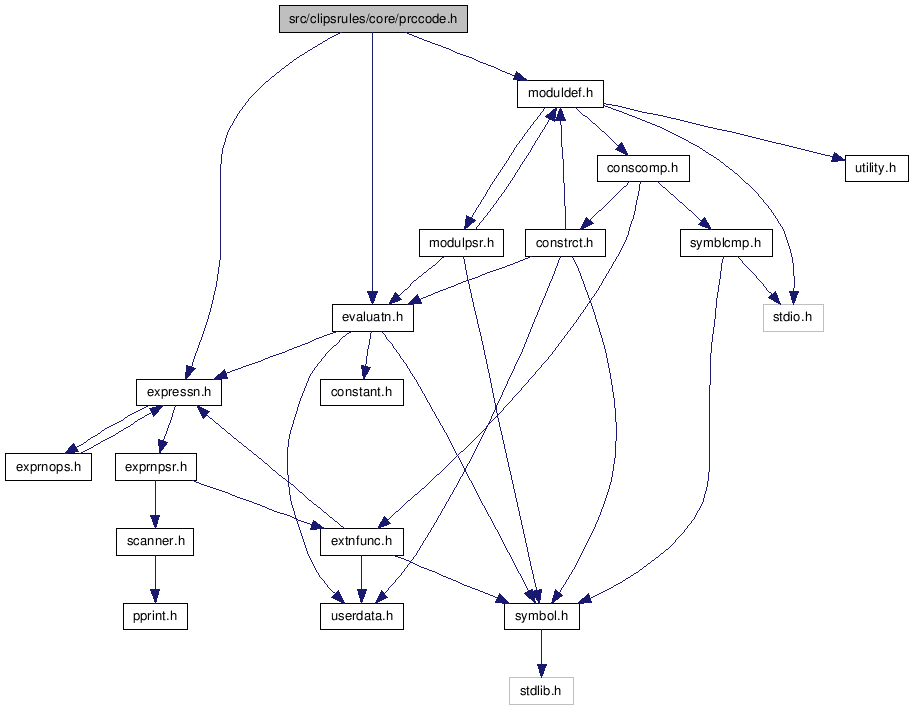 src/clipsrules/core/prccode.h
moduldef.h
conscomp.h
utility.h
modulpsr.h
constrct.h
symblcmp.h
evaluatn.h
stdio.h
expressn.h
constant.h
exprnops.h
exprnpsr.h
scanner.h
extnfunc.h
pprint.h
userdata.h
symbol.h
stdlib.h